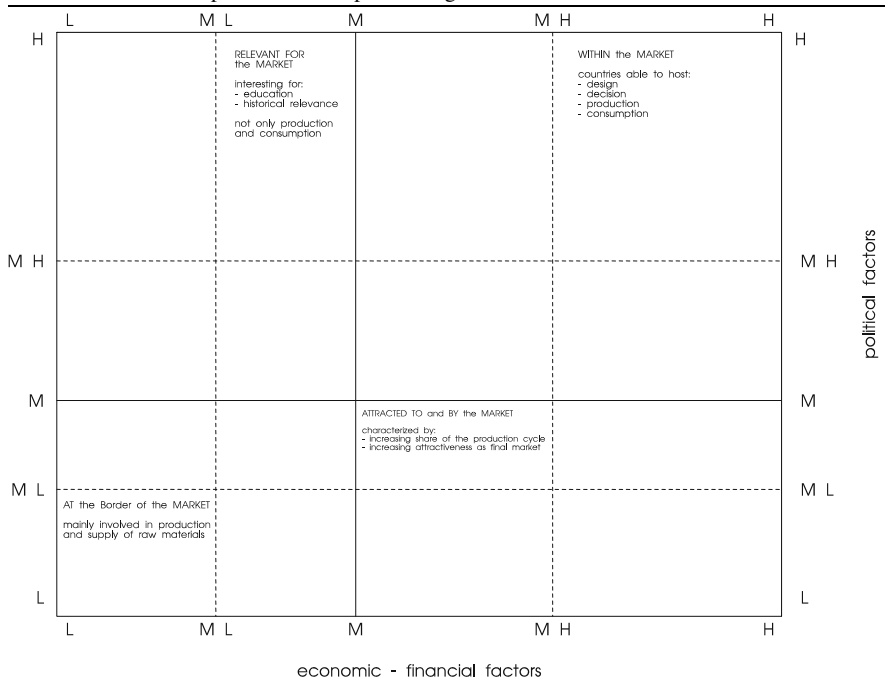 L M L M M H H
H H
RELEVANT FOR
the MARKET
interesting for:
- education
- historical relevance
not only production
and consumption
WITHIN the MARKET
countries able to host:
- design
- decision
- production
- consumption
M H M H
political factors
M M
ATTRACTED TO and BY the MARKET
characterized by:
- increasing share of the production cycle
- increasing attractiveness as final market
M L M L
AT the Border of the MARKET
mainly involved in production
and supply of raw materials
L L
L M L M M H H
economic - financial factors